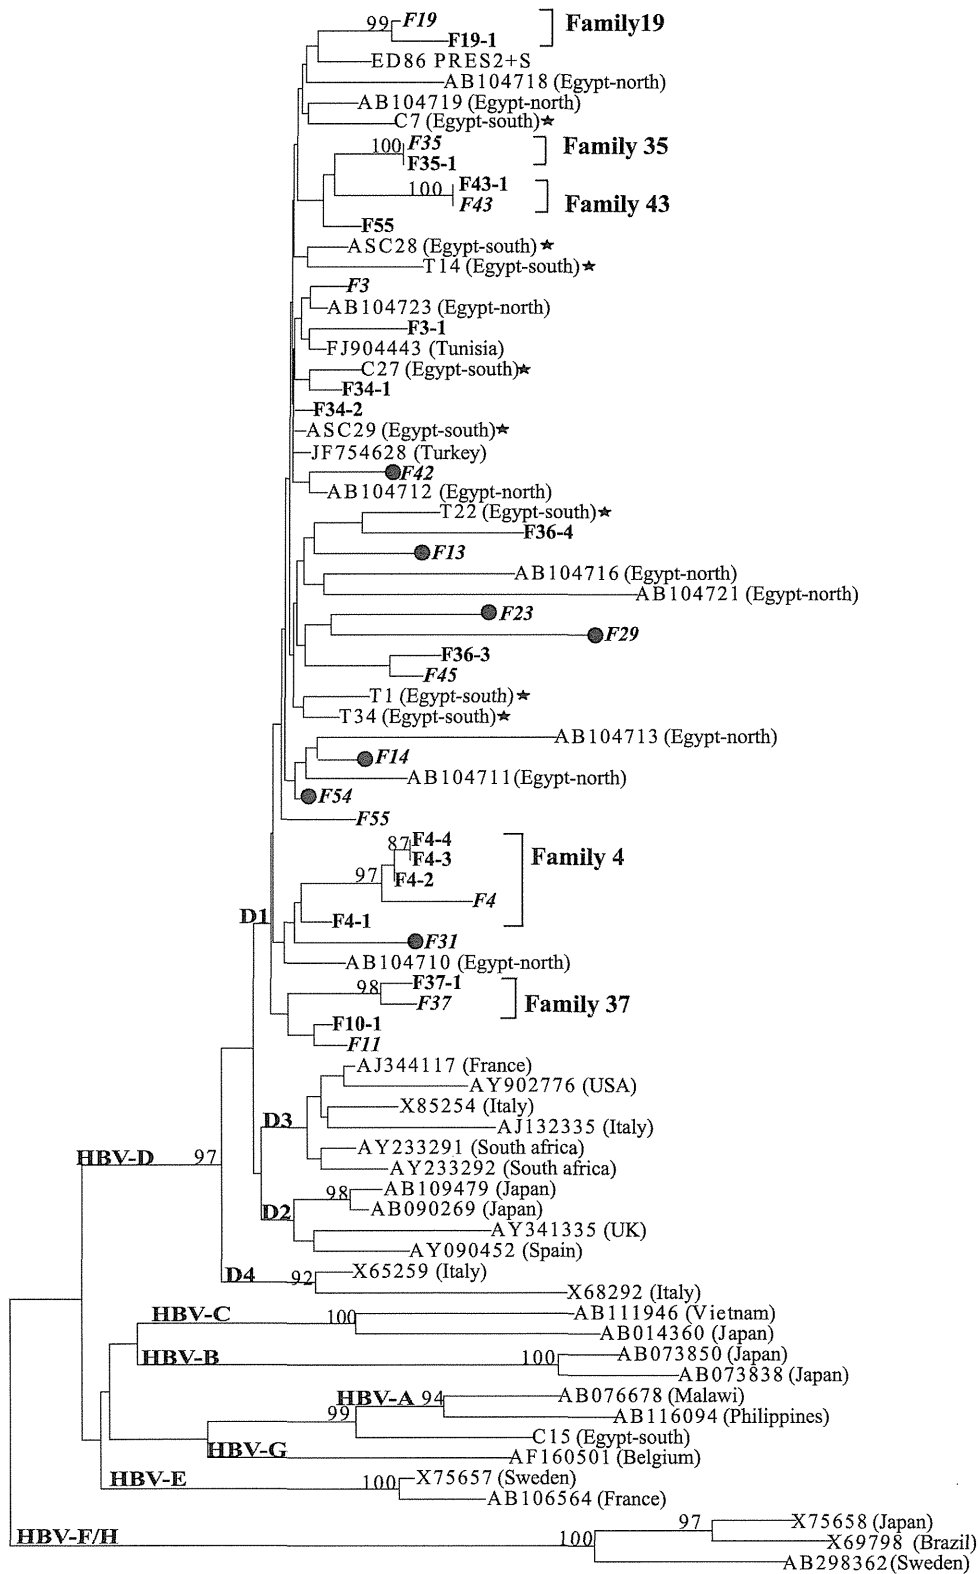 99 F19
Family19
F19-1
ED86 PRES2+S
AB104718 (Egypt-north)
AB104719 (Egypt-north)
C7 (Egypt-south)★
100 F35
Family 35
F35-1
100 F43-1
F43
Family 43
F55
ASC28 (Egypt-south)★
T14 (Egypt-south)★
F3
AB104723 (Egypt-north)
F3-1
FJ904443 (Tunisia)
C27 (Egypt-south)★
F34-1
F34-2
ASC29 (Egypt-south)★
JF754628 (Turkey)
F42
AB104712 (Egypt-north)
T22 (Egypt-south)★
F36-4
F13
AB104716 (Egypt-north)
AB104721 (Egypt-north)
F23
F29
F36-3
F45
T1 (Egypt-south)★
T34 (Egypt-south)★
AB104713 (Egypt-north)
F14
AB104711(Egypt-north)
F54
F55
87 F4-4
F4-3
Family 4
97 F4-2
F4
D1 F4-1
F31
AB104710 (Egypt-north)
98 F37-1
F37
Family 37
F10-1
F11
AJ344117 (France)
AY902776 (USA)
X85254 (Italy)
D3 AJ132335 (Italy)
AY233291 (South africa)
HBV-D 97
AY233292 (South africa)
98 AB109479 (Japan)
AB090269 (Japan)
D2
AY341335 (UK)
AY090452 (Spain)
D4 92 X65259 (Italy)
X68292 (Italy)
HBV-C 100 AB111946 (Vietnam)
AB014360 (Japan)
HBV-B 100 AB073850 (Japan)
AB073838 (Japan)
HBV-A 94 AB076678 (Malawi)
99 AB116094 (Philippines)
C15 (Egypt-south)
HBV-G AF160501 (Belgium)
HBV-E 100 X75657 (Sweden)
AB106564 (France)
97 X75658 (Japan)
HBV-F/H 100 X69798 (Brazil)
AB298362(Sweden)